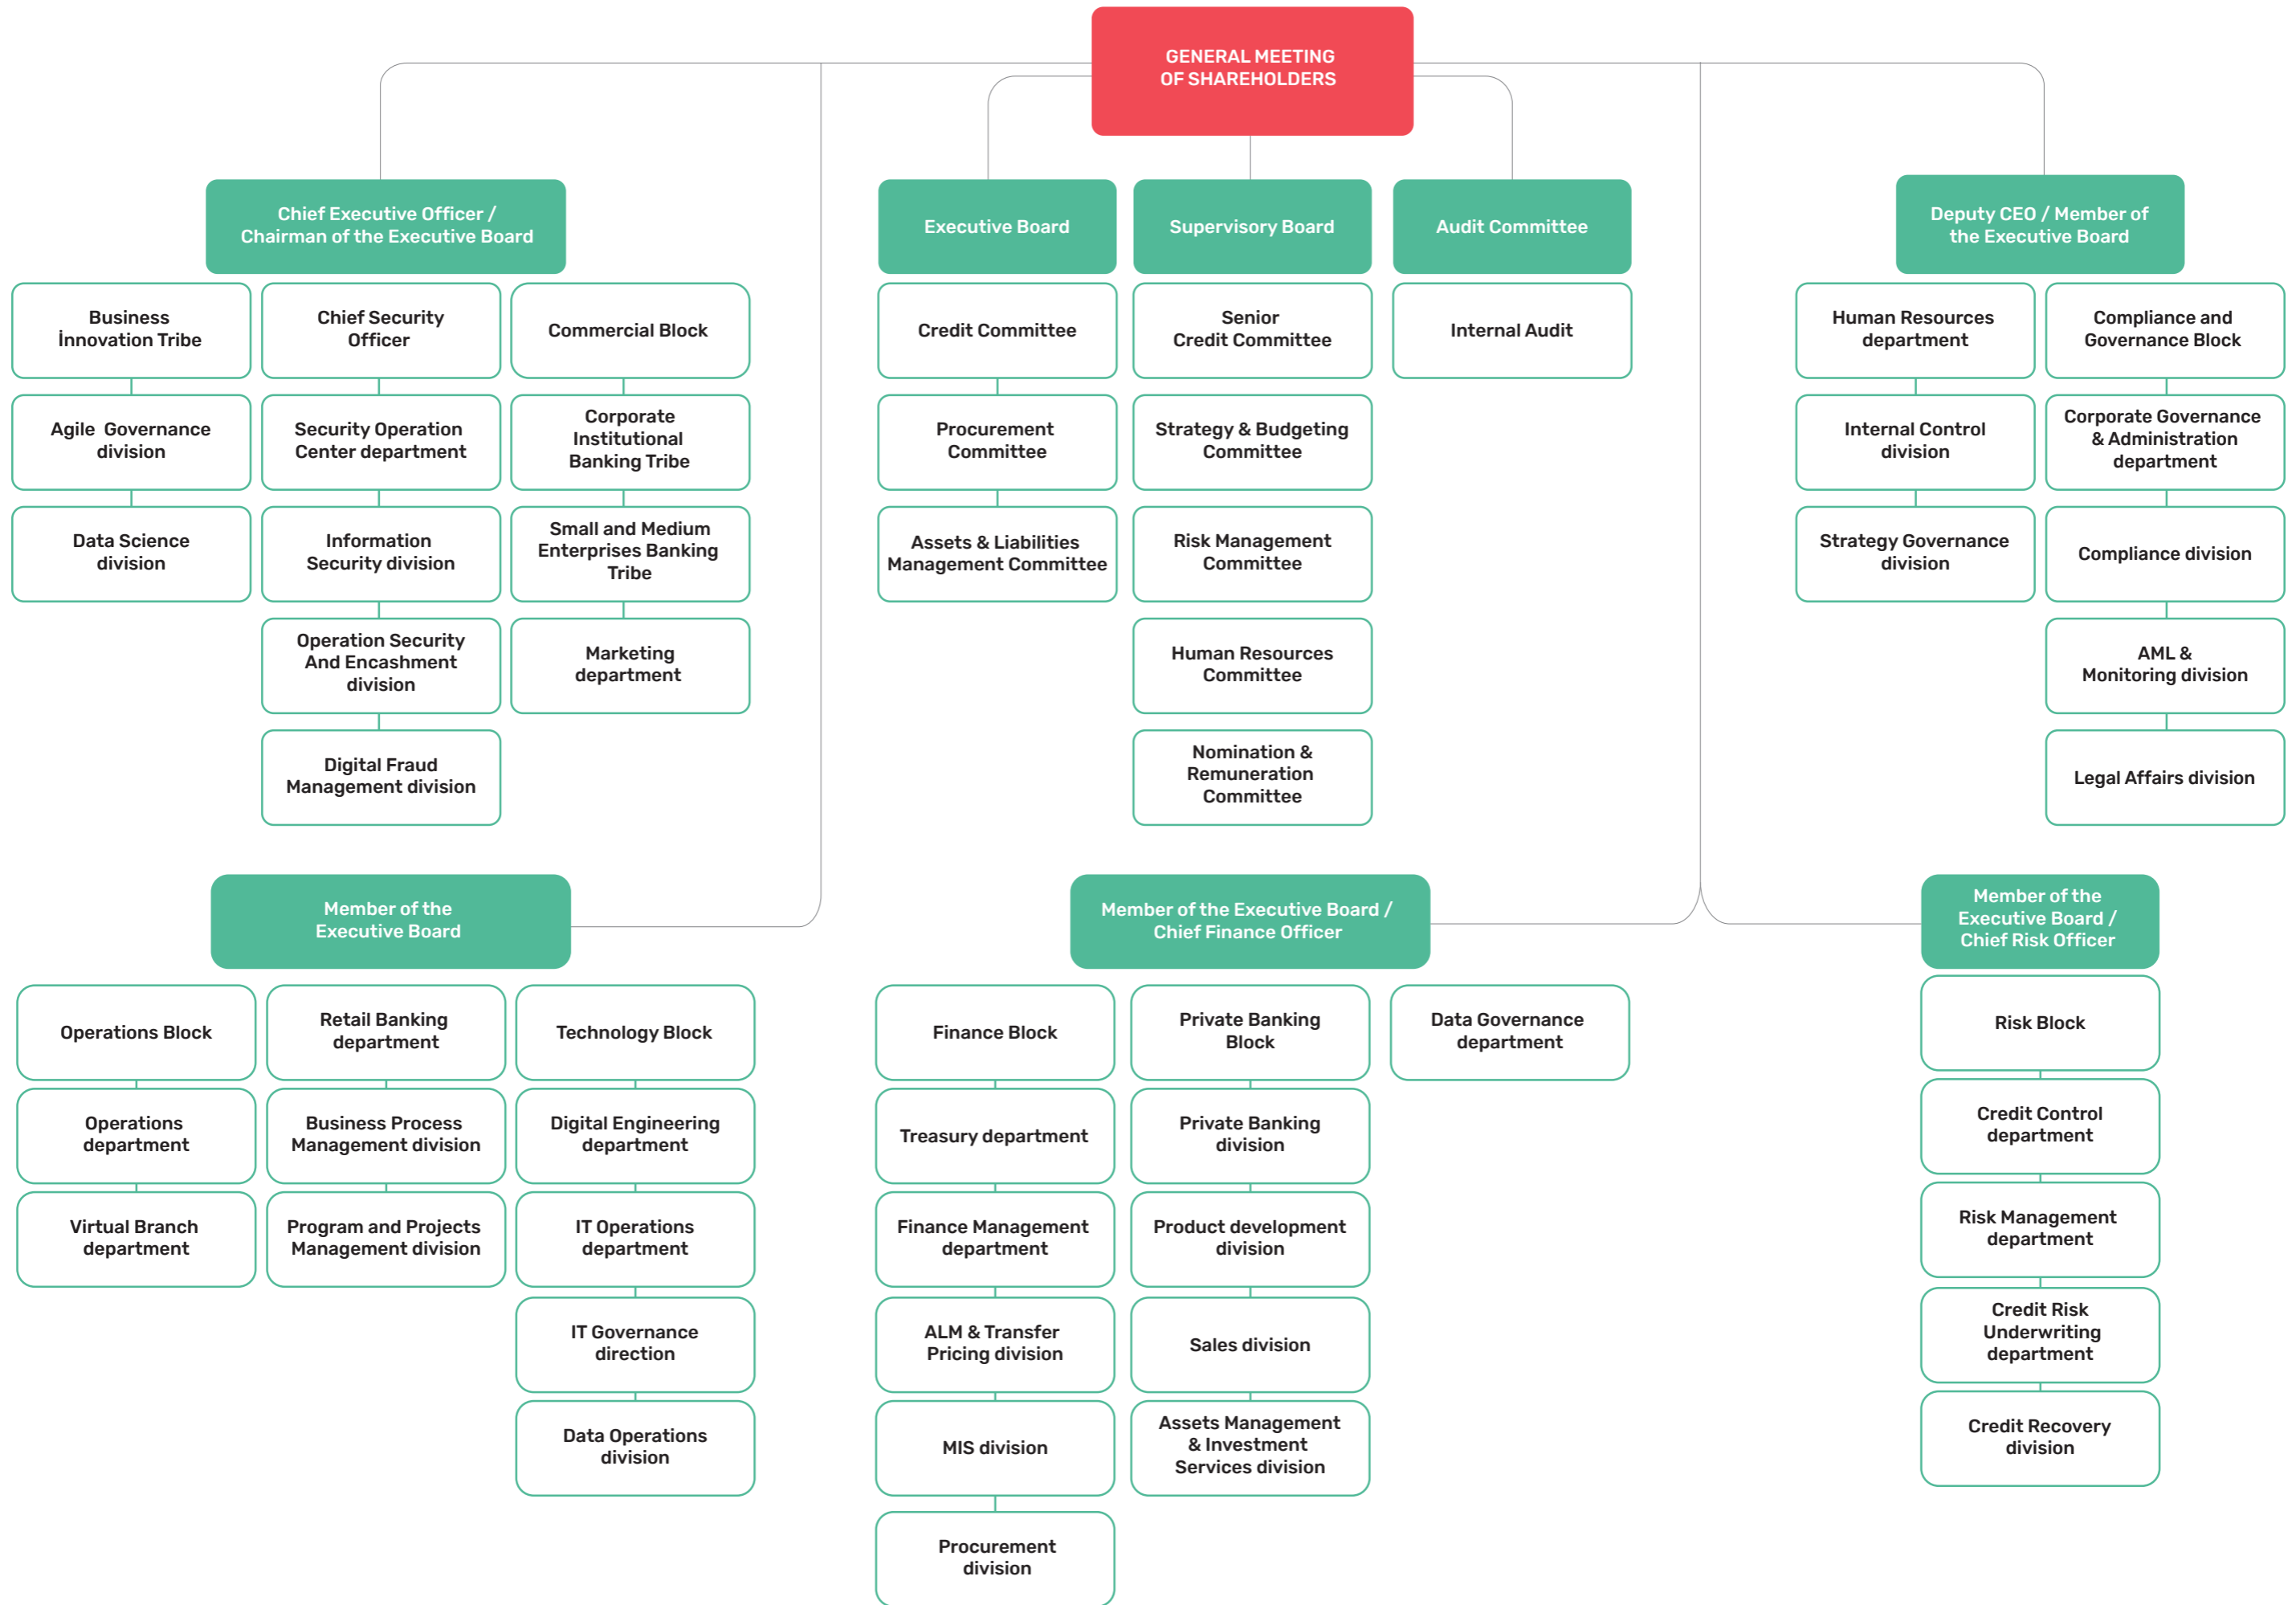 GENERAL MEETING
OF SHAREHOLDERS
Chief Executive Officer /
Chairman of the Executive Board
Business
İnnovation Tribe
Agile Governance
division
Data Science
division
Chief Security
Officer
Security Operation
Center department
Information
Security division
Operation Security
And Encashment
division
Digital Fraud
Management division
Commercial Block
Corporate
Institutional
Banking Tribe
Small and Medium
Enterprises Banking
Tribe
Marketing
department
Executive Board
Credit Committee
Procurement
Committee
Assets & Liabilities
Management Committee
Supervisory Board
Senior
Credit Committee
Strategy & Budgeting
Committee
Risk Management
Committee
Human Resources
Committee
Nomination &
Remuneration
Committee
Audit Committee
Internal Audit
Deputy CEO / Member of
the Executive Board
Human Resources
department
Internal Control
division
Strategy Governance
division
Compliance and
Governance Block
Corporate Governance
& Administration
department
Compliance division
AML &
Monitoring division
Legal Affairs division
Member of the
Executive Board
Operations Block
Operations
department
Virtual Branch
department
Retail Banking
department
Business Process
Management division
Program and Projects
Management division
Technology Block
Digital Engineering
department
IT Operations
department
IT Governance
direction
Data Operations
division
Member of the Executive Board /
Chief Finance Officer
Finance Block
Treasury department
Finance Management
department
ALM & Transfer
Pricing division
MIS division
Procurement
division
Private Banking
Block
Private Banking
division
Product development
division
Sales division
Assets Management
& Investment
Services division
Data Governance
department
Member of the
Executive Board /
Chief Risk Officer
Risk Block
Credit Control
department
Risk Management
department
Credit Risk
Underwriting
department
Credit Recovery
division